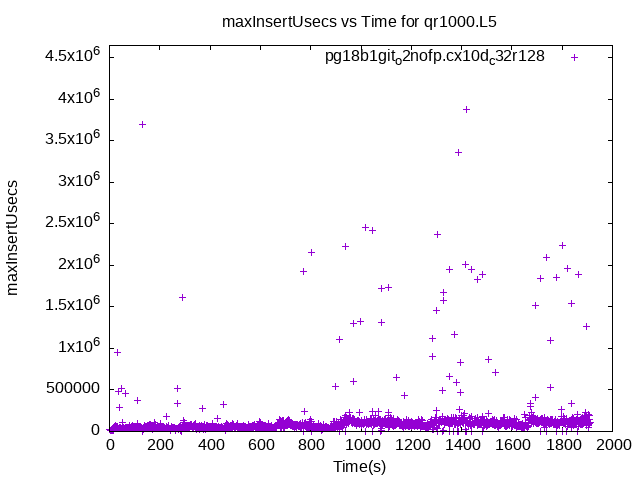 maxInsertUsecs vs Time for qr1000.L5
pg18b1git_o2nofp.cx10d_c32r128
4.5x10^6
4x10^6
3.5x10^6
3x10^6
2.5x10^6
2x10^6
1.5x10^6
1x10^6
500000
0
maxInsertUsecs
0 200 400 600 800 1000 1200 1400 1600 1800 2000
Time(s)